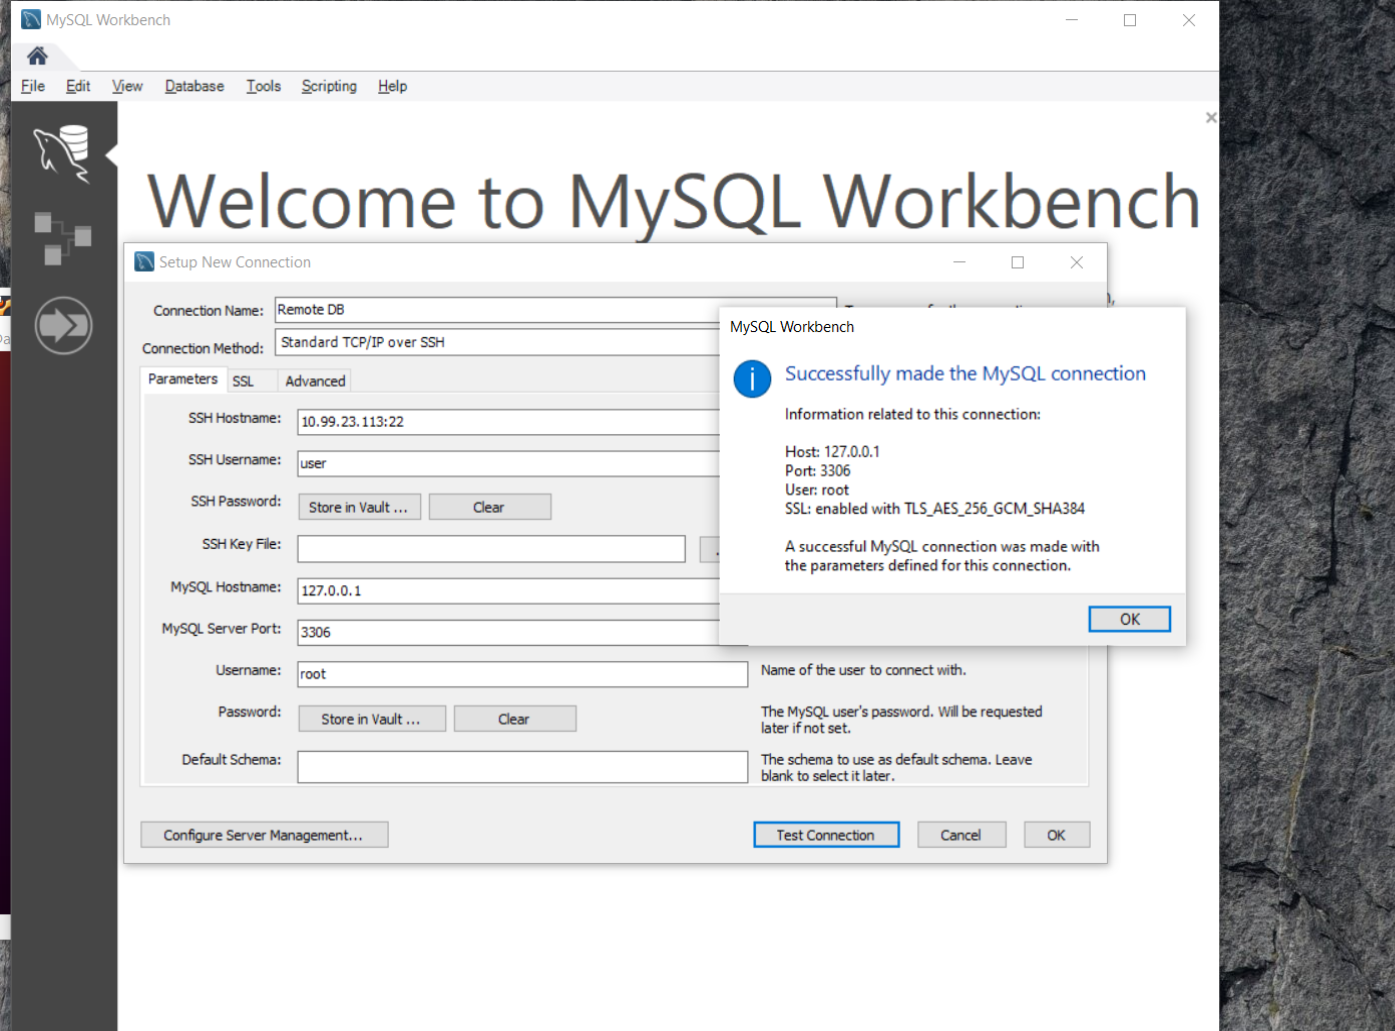 MySQL Workbench
File Edit View Database Tools Scripting Help
Welcome to MySQL Workbench
Setup New Connection
Connection Name: Remote DB
Connection Method: Standard TCP/IP over SSH
Parameters SSL Advanced
SSH Hostname: 10.99.23.113:22
SSH Username: user
SSH Password: Store in Vault ... Clear
SSH Key File:
MySQL Hostname: 127.0.0.1
MySQL Server Port: 3306
Username: root Name of the user to connect with.
Password: Store in Vault ... Clear The MySQL user's password. Will be requested
later if not set.
Default Schema: The schema to use as default schema. Leave
blank to select it later.
Configure Server Management... Test Connection Cancel OK
MySQL Workbench
Successfully made the MySQL connection
Information related to this connection:
Host: 127.0.0.1
Port: 3306
User: root
SSL: enabled with TLS_AES_256_GCM_SHA384
A successful MySQL connection was made with
the parameters defined for this connection.
OK